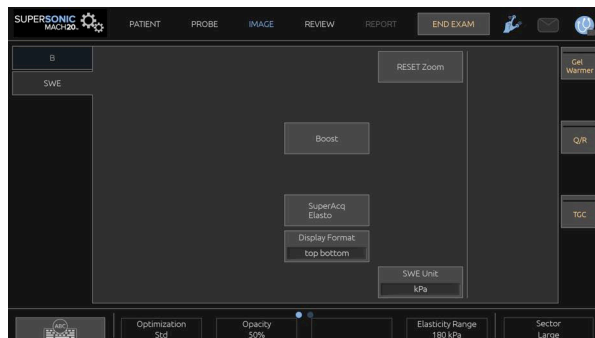 SUPERSONIC
MACH20.
PATIENT
PROBE
IMAGE
REVIEW
REPORT
END EXAM
B
SWE
RESET Zoom
Gel
Warmer
Boost
Q/R
SuperAcq
Elasto
TGC
Display Format
top bottom
SWE Unit
kPa
ABC
Optimization
Std
Opacity
50%
Elasticity Range
180 kPa
Sector
Large